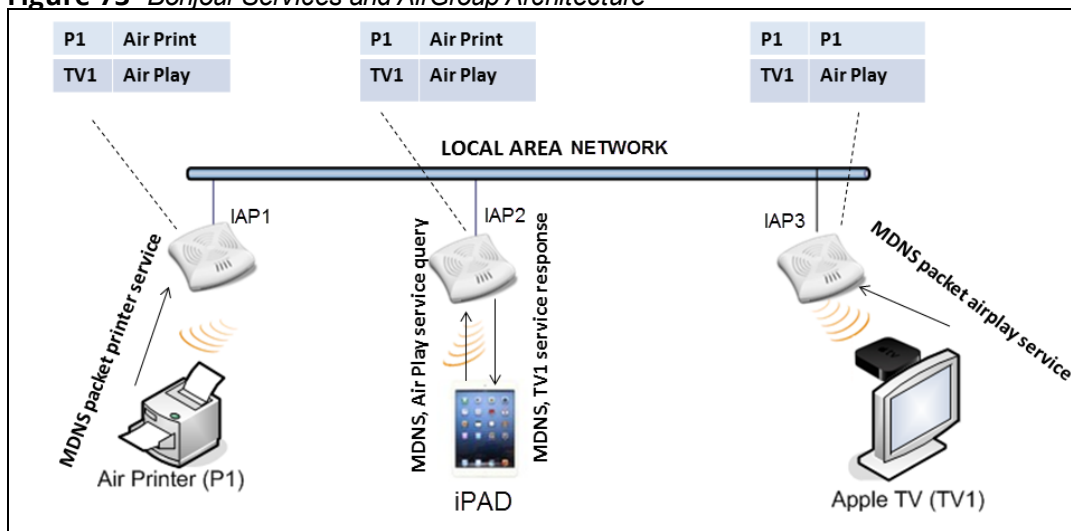 Figure 73 Bonjour Services and AirGroup Architecture
P1 Air Print
TV1 Air Play
P1 Air Print
TV1 Air Play
P1 P1
TV1 Air Play
LOCAL AREA NETWORK
IAP1
IAP2
IAP3
MDNS packet printer service
MDNS, Air Play service query
MDNS, TV1 service response
MDNS packet airplay service
tv
Air Printer (P1)
iPAD
Apple TV (TV1)